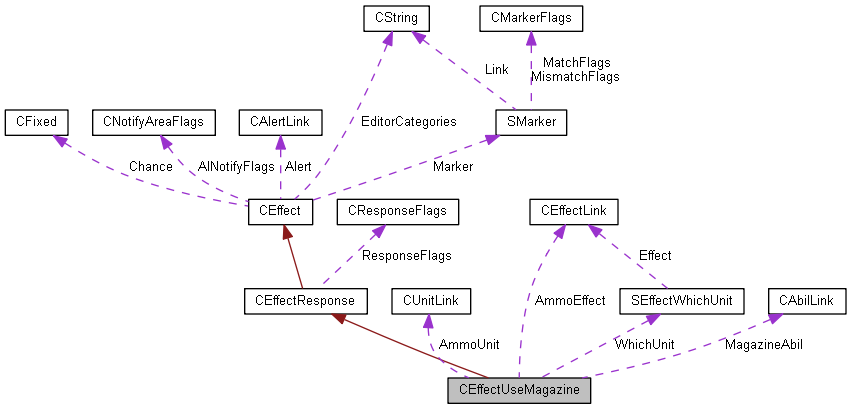 CString
CMarkerFlags
Link
MatchFlags
MismatchFlags
CFixed
CNotifyAreaFlags
CAlertLink
EditorCategories
SMarker
Chance
AINotifyFlags
Alert
Marker
CEffect
CResponseFlags
CEffectLink
ResponseFlags
Effect
CEffectResponse
CUnitLink
AmmoEffect
SEffectWhichUnit
CAbilLink
AmmoUnit
WhichUnit
MagazineAbil
CEffectUseMagazine